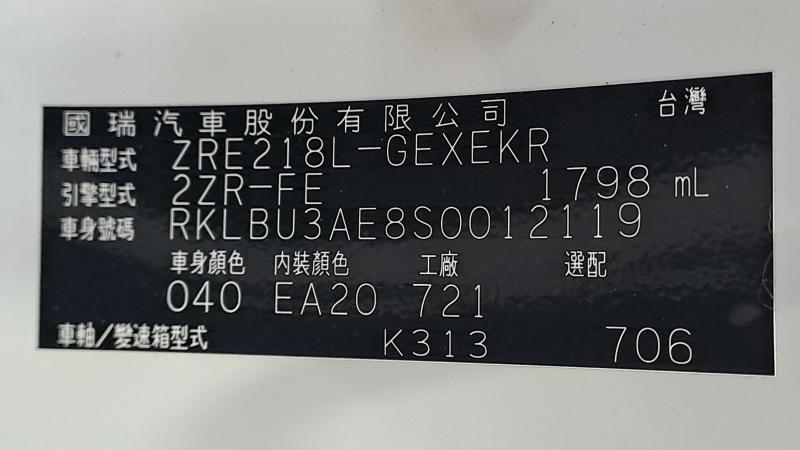 國瑞汽車股份有限公司 台灣
車輛型式 ZRE218L-GEXEKR
引擎型式 2ZR-FE 1798 mL
車身號碼 RKLBU3AE8S0012119
車身顏色 內裝顏色 工廠 選配
040 EA20 721
車軸/變速箱型式 K313 706